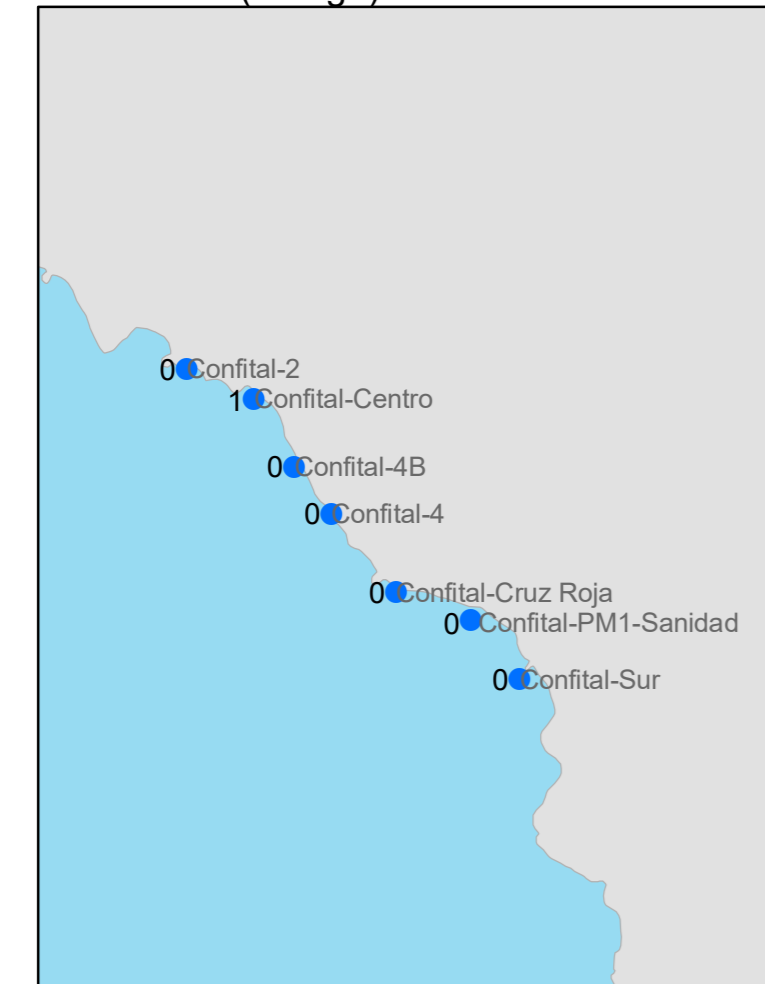 0 Confital-2
1 Confital-Centro
0 Confital-4B
0 Confital-4
0 Confital-Cruz Roja
0 Confital-PM1-Sanidad
0 Confital-Sur